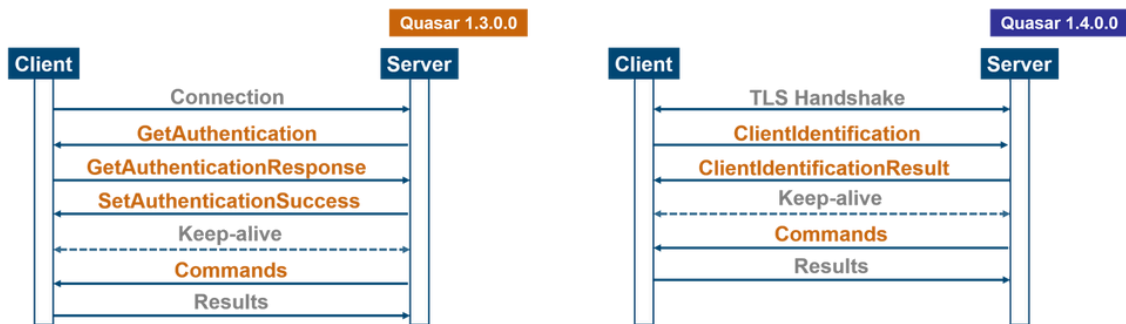 Quasar 1.3.0.0
Client
Server
Connection
GetAuthentication
GetAuthenticationResponse
SetAuthenticationSuccess
Keep-alive
Commands
Results
Quasar 1.4.0.0
Client
Server
TLS Handshake
ClientIdentification
ClientIdentificationResult
Keep-alive
Commands
Results